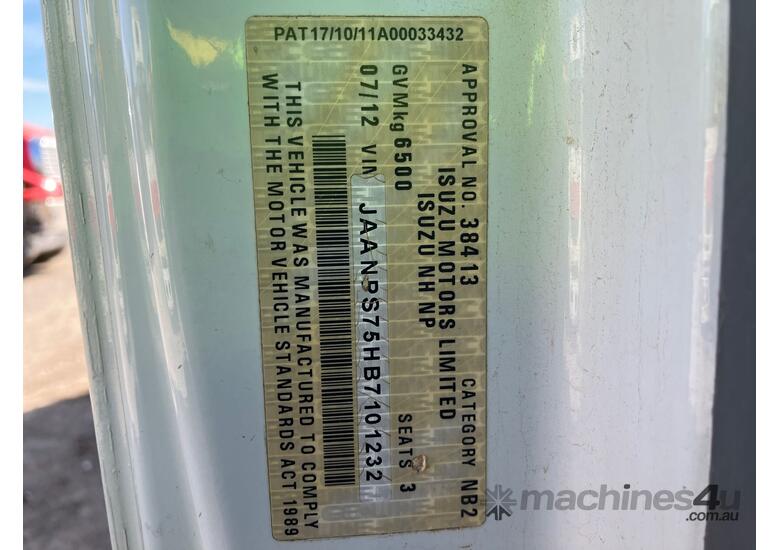 PAT17/10/11A00033432
APPROVAL NO. 38413 CATEGORY NB2
ISUZU MOTORS LIMITED
ISUZU NH NP
GVMkg 6500 SEATS 3
07/12 VIN JAANPS75HB7101232
THIS VEHICLE WAS MANUFACTURED TO COMPLY
WITH THE MOTOR VEHICLE STANDARDS ACT 1989
machines4u
.com.au